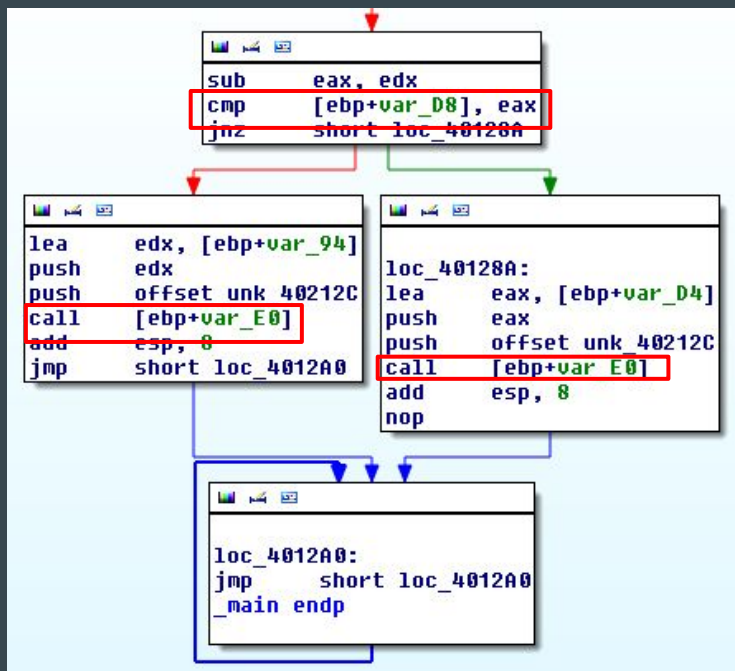 sub eax, edx
cmp [ebp+var_D8], eax
jnz short loc_40128A
lea edx, [ebp+var_94]
push edx
push offset unk_40212C
call [ebp+var_E0]
add esp, 8
jmp short loc_4012A0
loc_40128A:
lea eax, [ebp+var_D4]
push eax
push offset unk_40212C
call [ebp+var_E0]
add esp, 8
nop
loc_4012A0:
jmp short loc_4012A0
_main endp